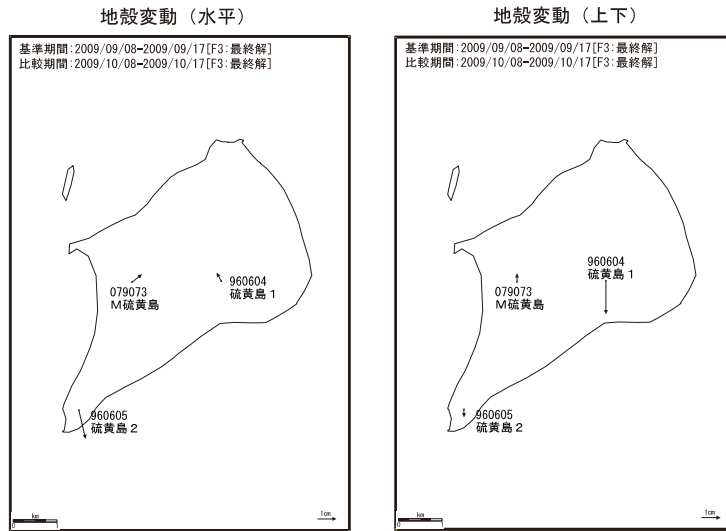 地殻変動（水平）
基準期間:2009/09/08-2009/09/17[F3:最終解]
比較期間:2009/10/08-2009/10/17[F3:最終解]
960604
硫黄島１
079073
Ｍ硫黄島
960605
硫黄島２
km
0 1
1cm
地殻変動（上下）
基準期間:2009/09/08-2009/09/17[F3:最終解]
比較期間:2009/10/08-2009/10/17[F3:最終解]
960604
硫黄島１
079073
Ｍ硫黄島
960605
硫黄島２
km
0 1
1cm